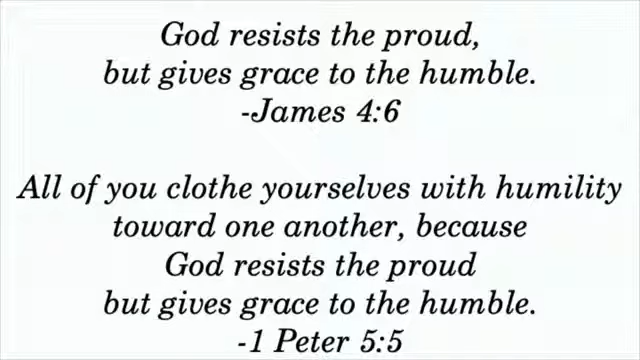 God resists the proud,
but gives grace to the humble.
-James 4:6
All of you clothe yourselves with humility
toward one another, because
God resists the proud
but gives grace to the humble.
-1 Peter 5:5